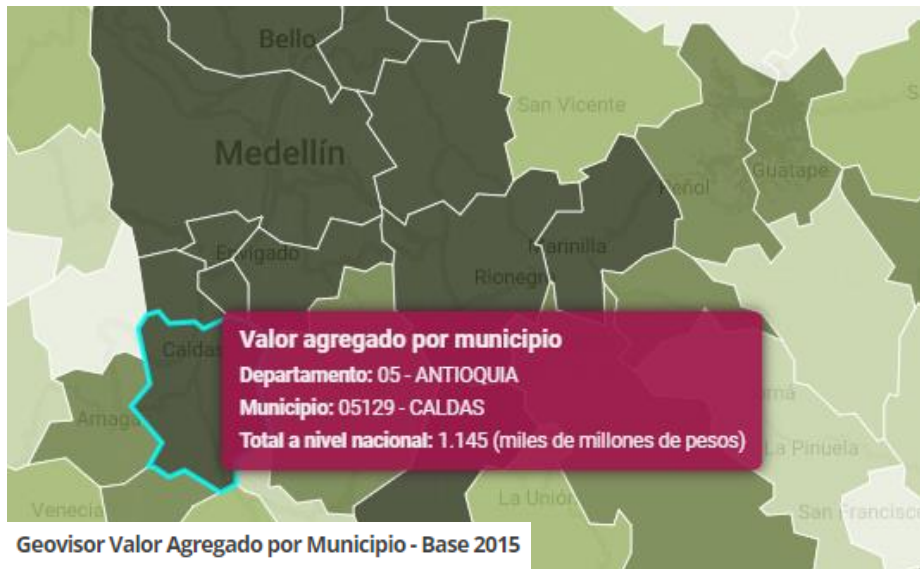 Bello
San Vicente
Medellín
Guatape
Peñol
Envigado
Marinilla
Rionegro
Valor agregado por municipio
Caldas
Departamento: 05 - ANTIOQUIA
Municipio: 05129 - CALDAS
Total a nivel nacional: 1.145 (miles de millones de pesos)
La Pinuela
La Unión
Venecia
San Francisco
Geovisor Valor Agregado por Municipio - Base 2015